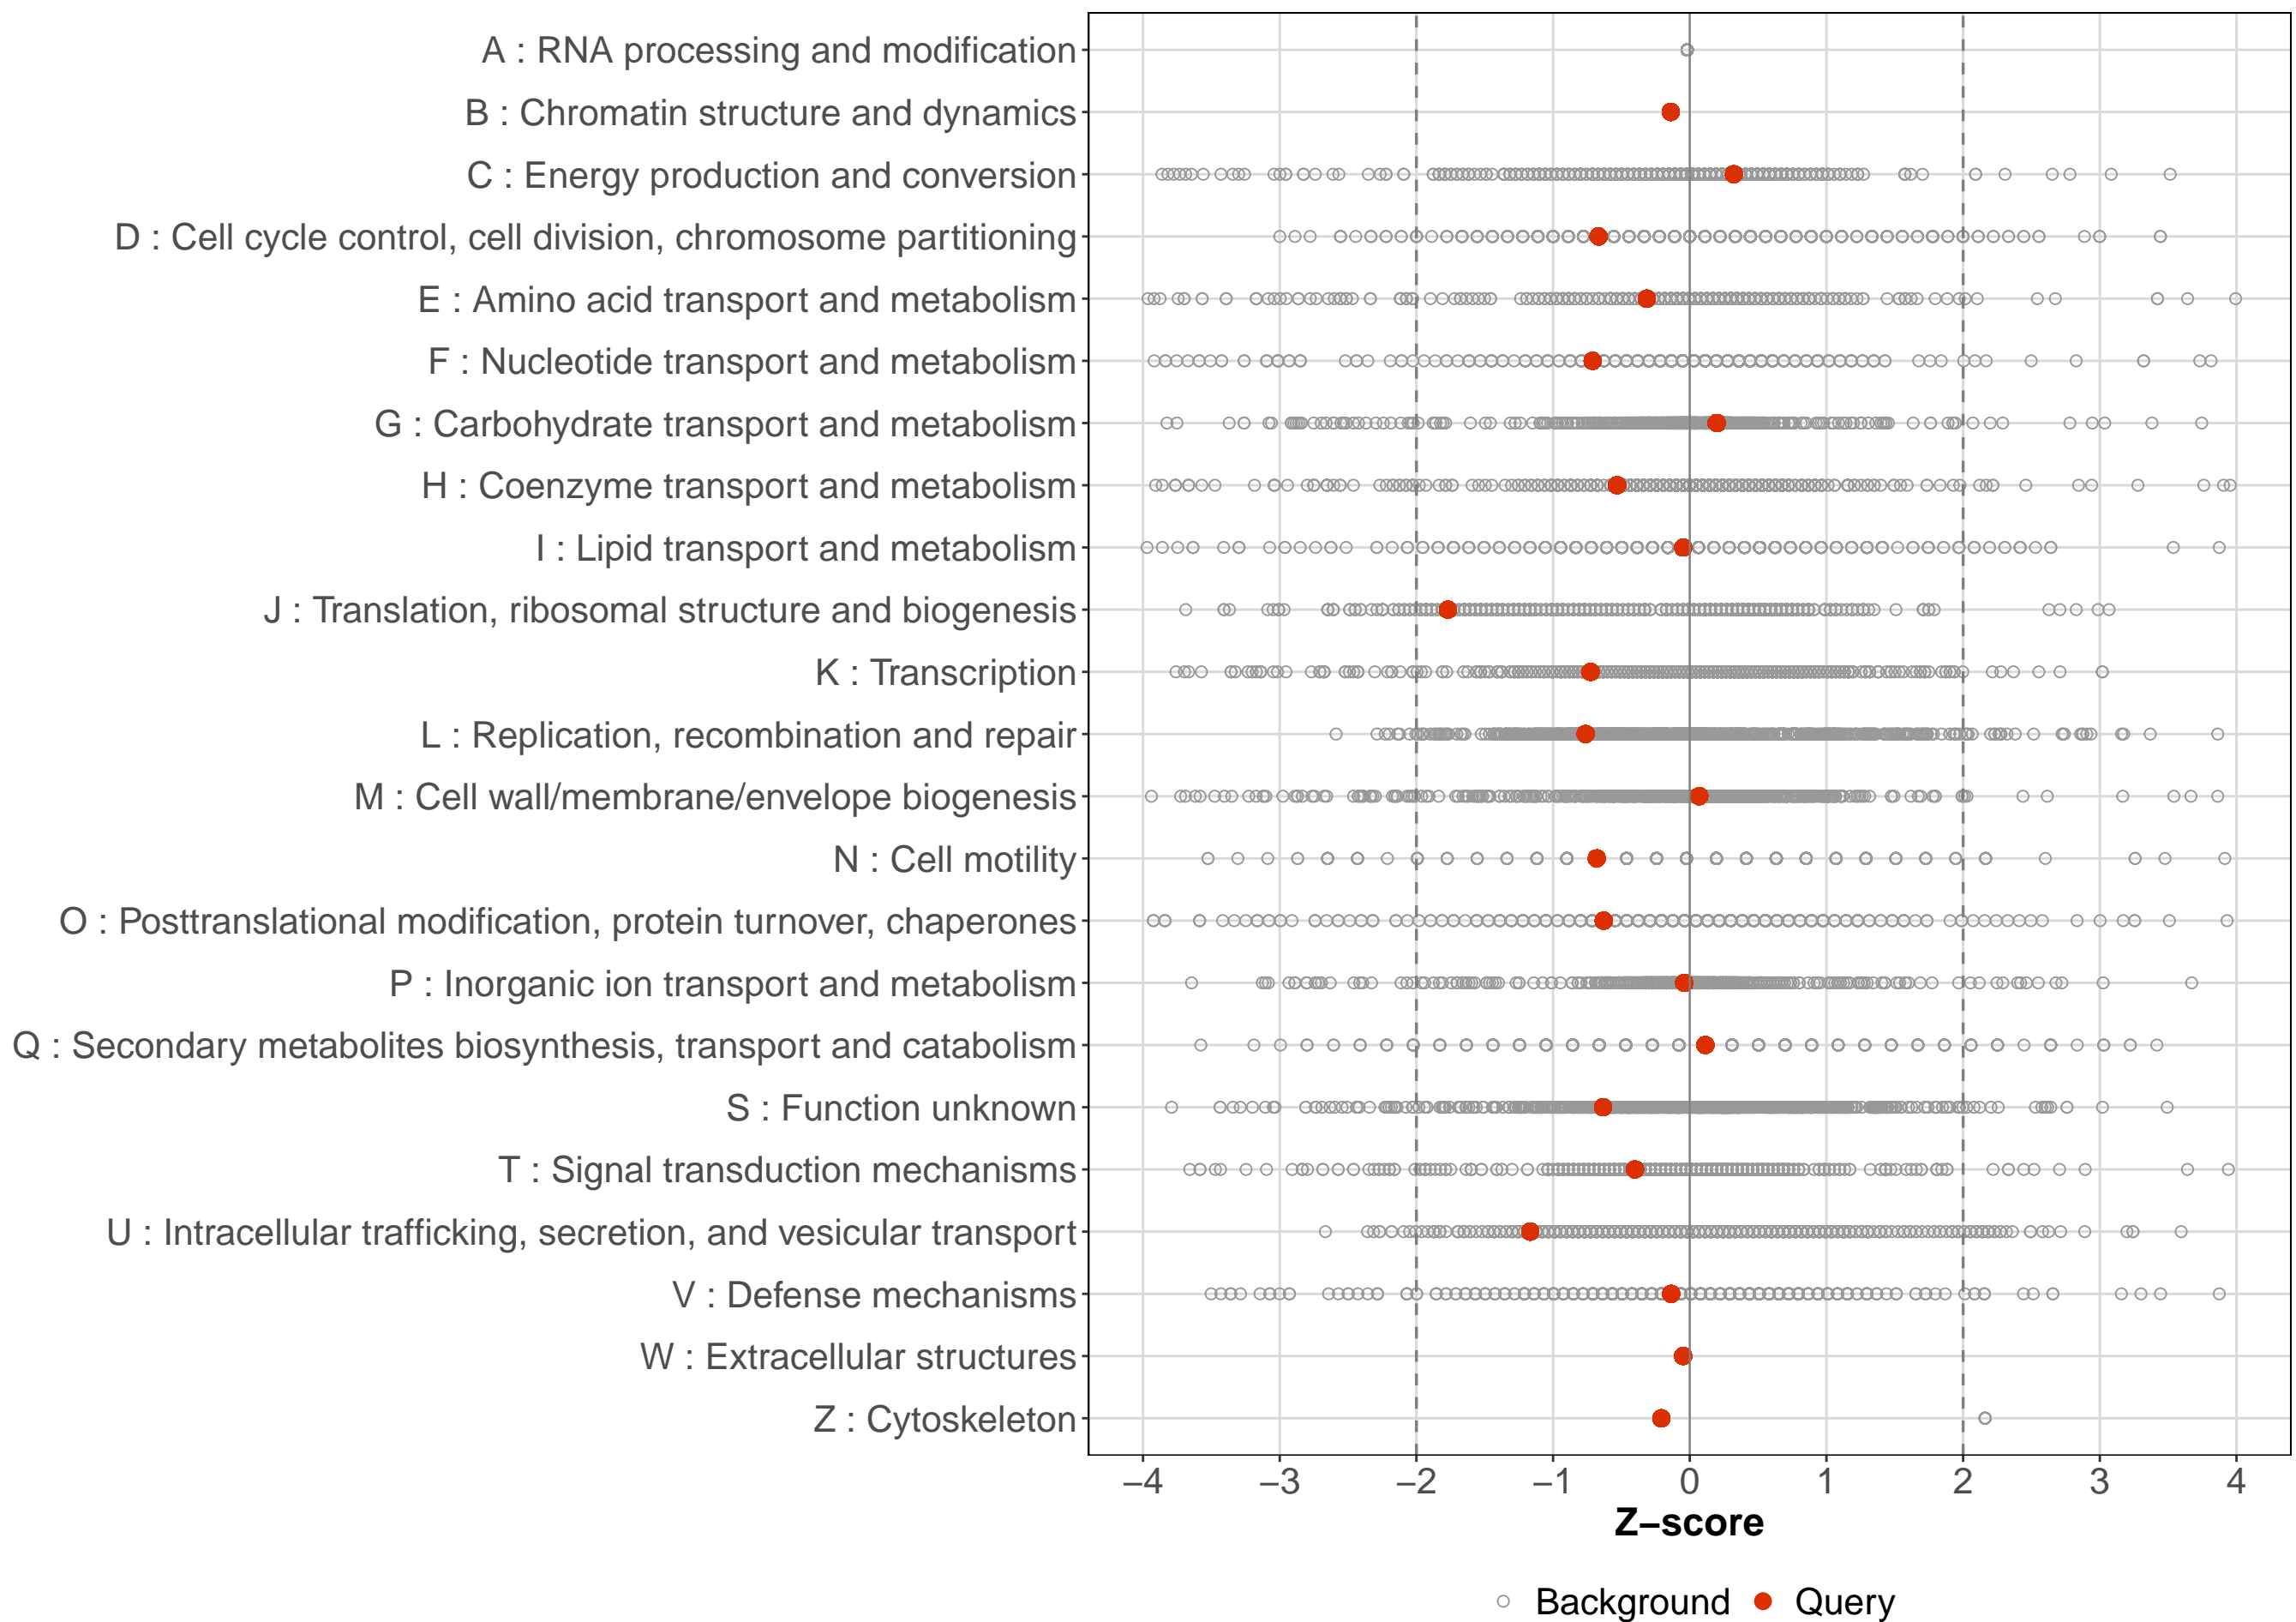 A : RNA processing and modification
B : Chromatin structure and dynamics
C : Energy production and conversion
D : Cell cycle control, cell division, chromosome partitioning
E : Amino acid transport and metabolism
F : Nucleotide transport and metabolism
G : Carbohydrate transport and metabolism
H : Coenzyme transport and metabolism
I : Lipid transport and metabolism
J : Translation, ribosomal structure and biogenesis
K : Transcription
L : Replication, recombination and repair
M : Cell wall/membrane/envelope biogenesis
N : Cell motility
O : Posttranslational modification, protein turnover, chaperones
P : Inorganic ion transport and metabolism
Q : Secondary metabolites biosynthesis, transport and catabolism
S : Function unknown
T : Signal transduction mechanisms
U : Intracellular trafficking, secretion, and vesicular transport
V : Defense mechanisms
W : Extracellular structures
Z : Cytoskeleton
−4 −3 −2 −1 0 1 2 3 4
Z−score
Background Query